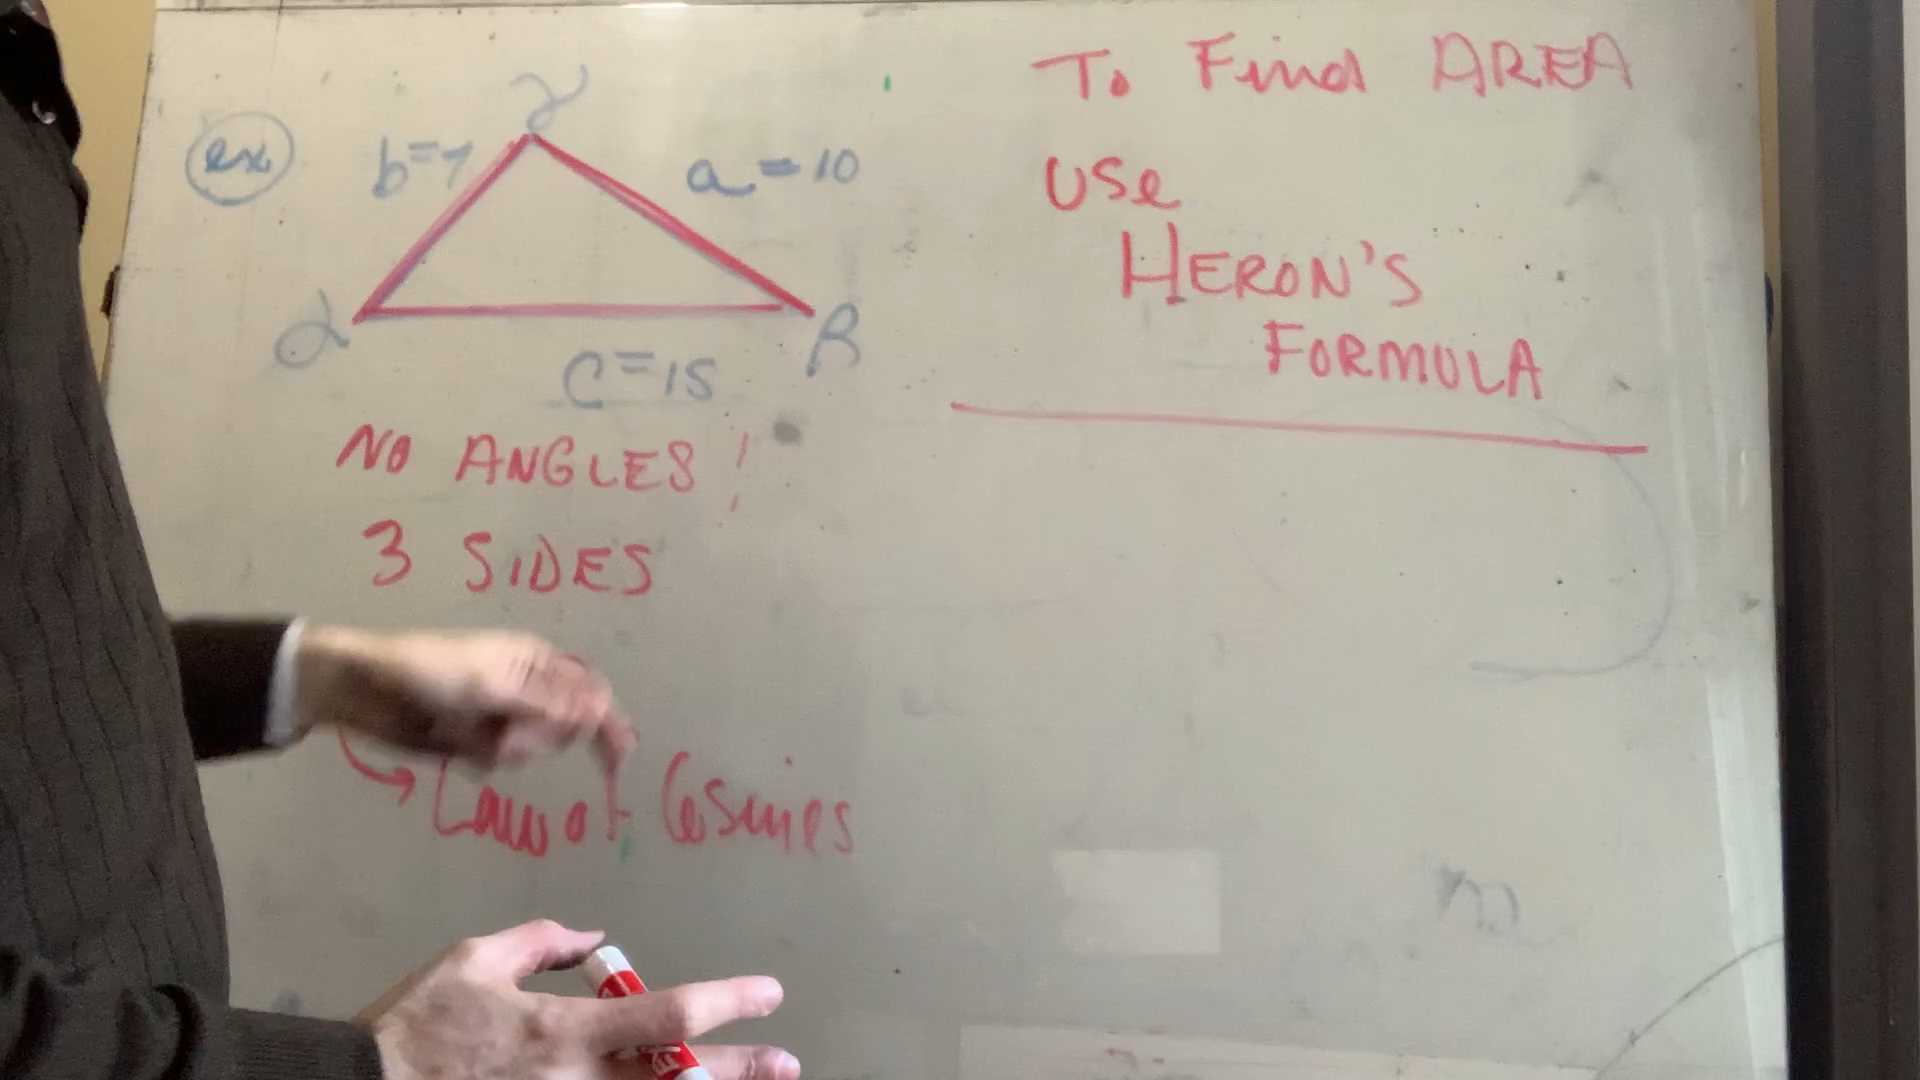 γ
ex
b=7
a=10
α
β
C=15
NO ANGLES!
3 SIDES
Law of Cosines
To Find AREA
Use
HERON'S
FORMULA